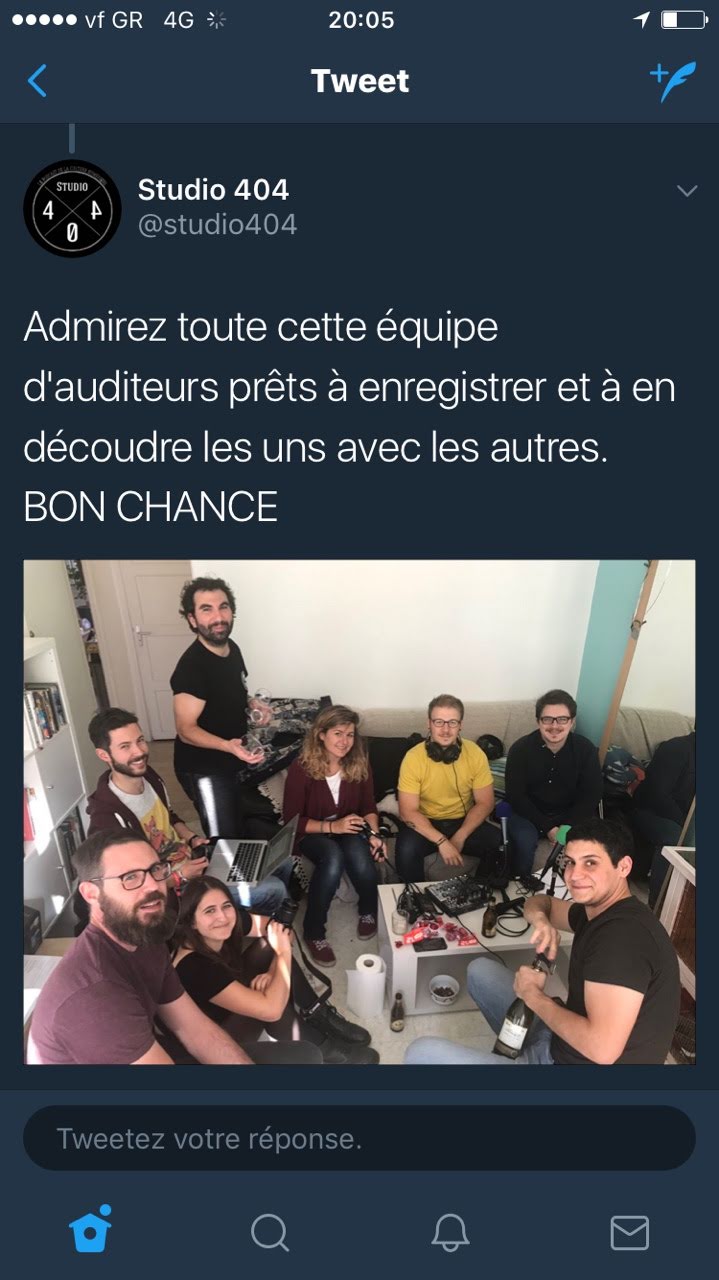 vf GR 4G 20:05
Tweet
STUDIO
4 4
0
Studio 404
@studio404
Admirez toute cette équipe
d'auditeurs prêts à enregistrer et à en
découdre les uns avec les autres.
BON CHANCE
Tweetez votre réponse.